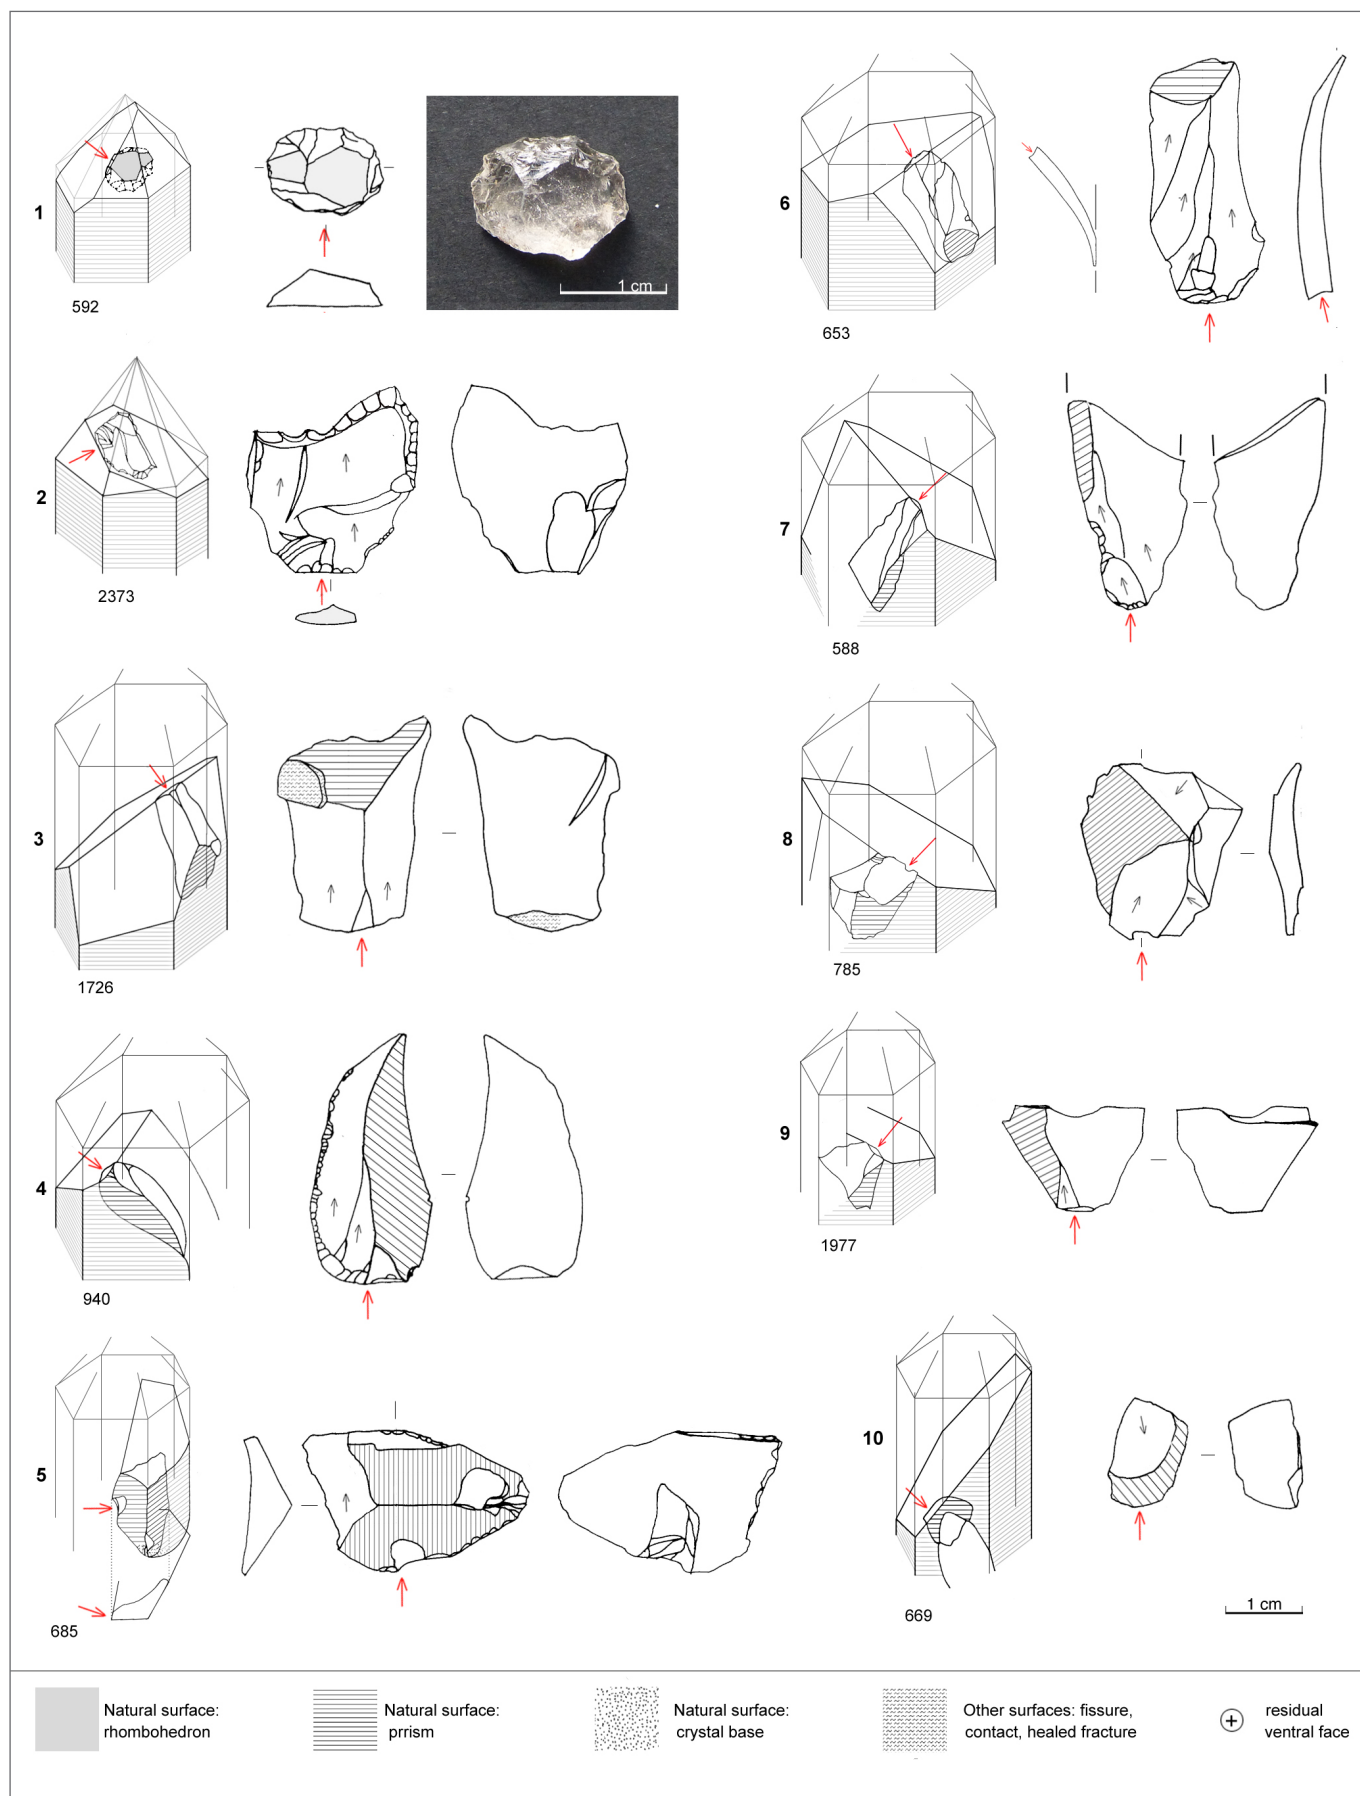 1
592
1 cm
2
2373
3
1726
4
940
5
685
6
653
7
588
8
785
9
1977
10
669
1 cm
Natural surface:
rhombohedron
Natural surface:
prrism
Natural surface:
crystal base
Other surfaces: fissure,
contact, healed fracture
residual
ventral face